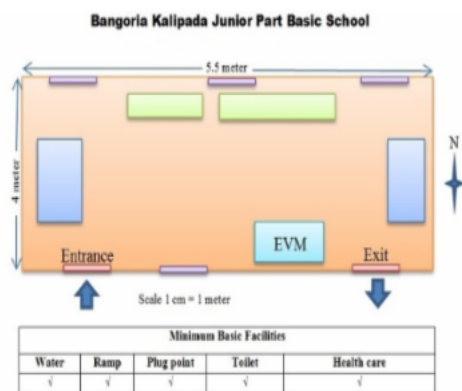 Bangoria Kalipada Junior Part Basic School
5.5 meter
4 meter
N
Entrance
EVM
Exit
Scale 1 cm = 1 meter
Minimum Basic Facilities
Water Ramp Plug point Toilet Health care
√ √ √ √ √